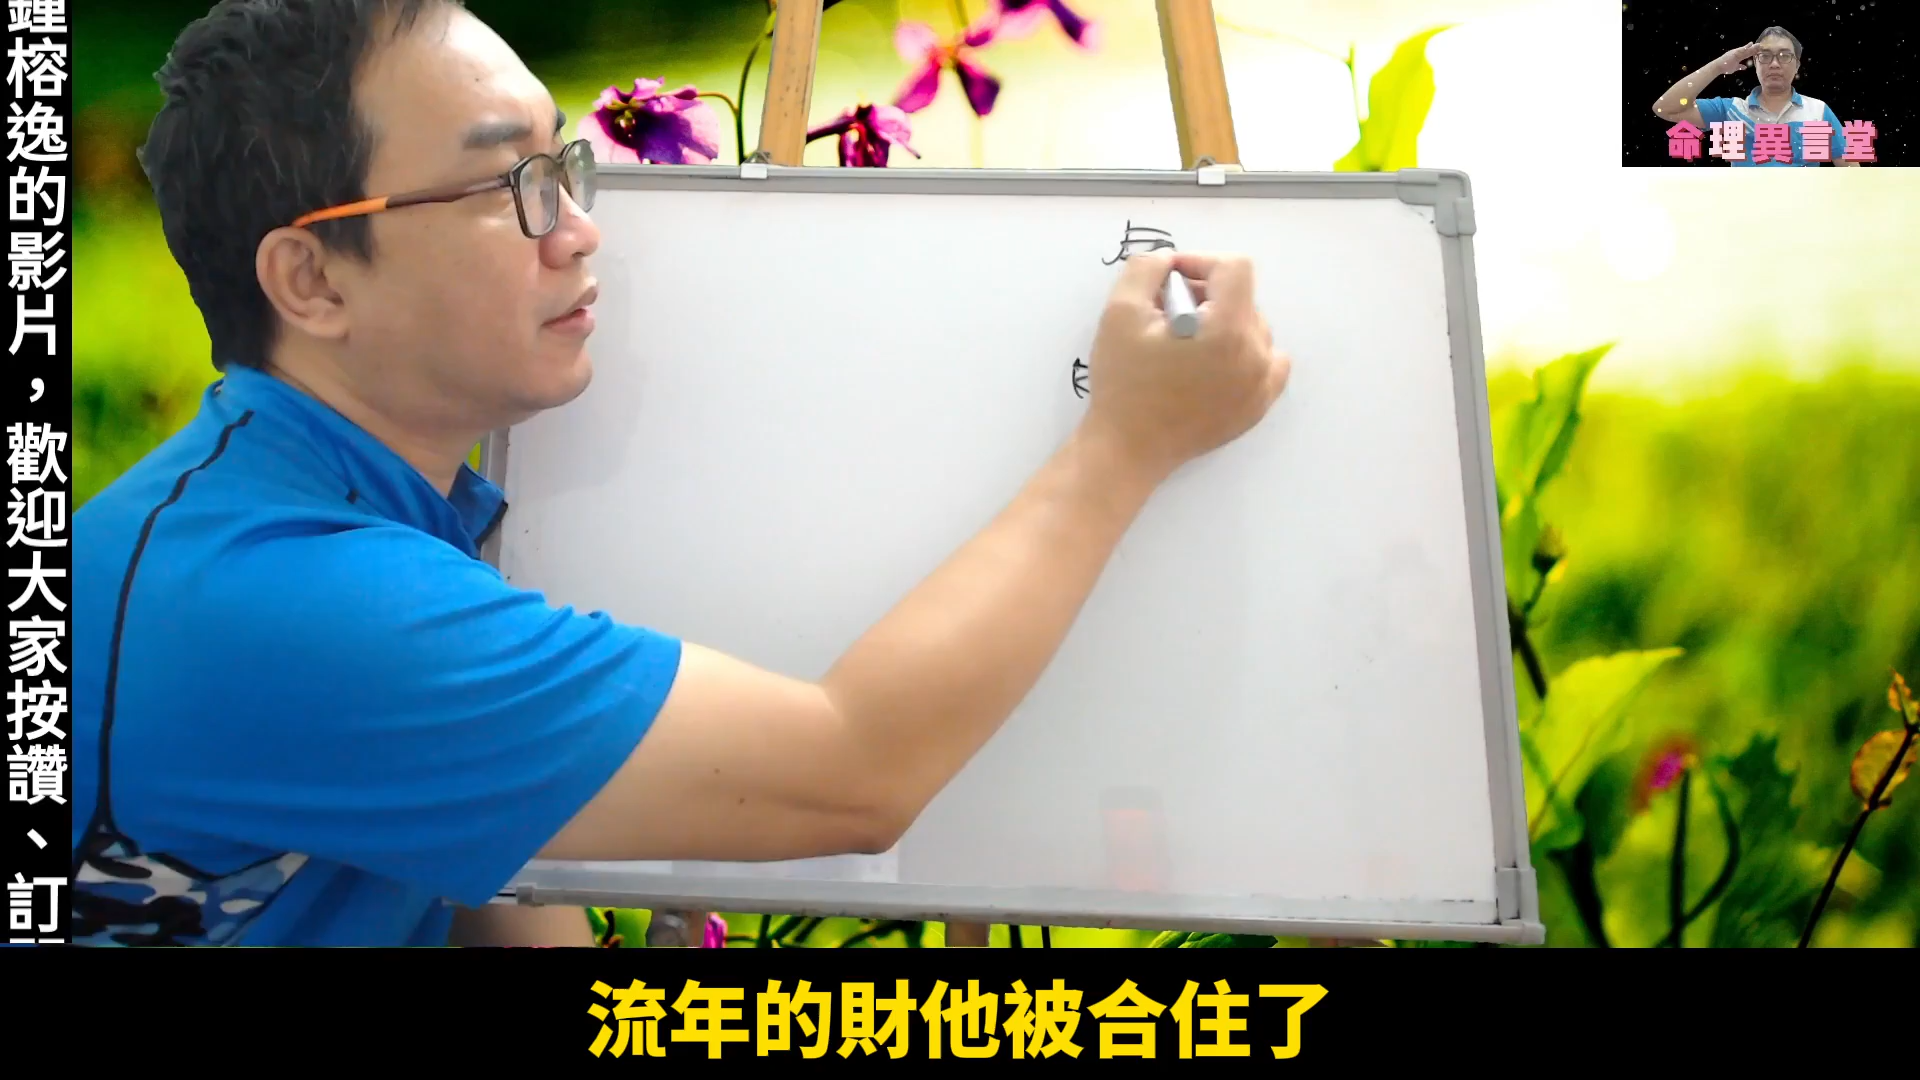 鍾榕逸的影片，歡迎大家按讚、訂
命理異言堂
流年的財他被合住了